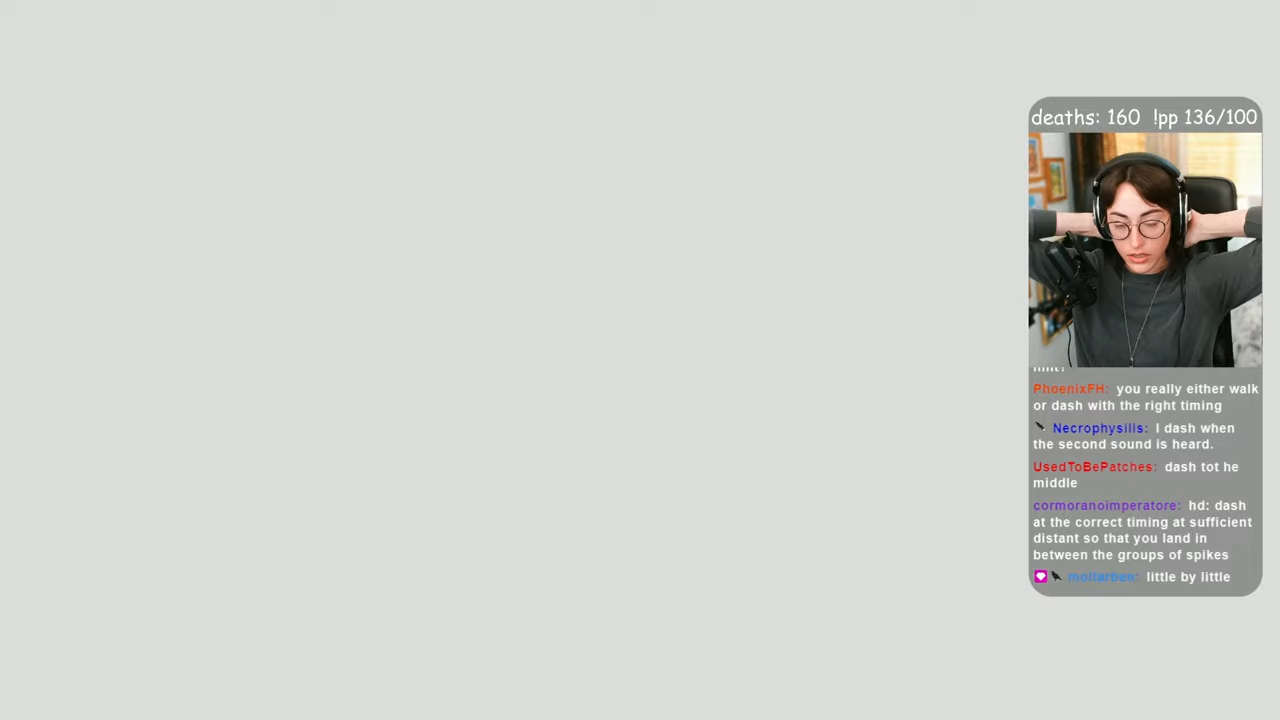 deaths: 160 !pp 136/100
PhoenixFH: you really either walk
or dash with the right timing
Necrophysilis: I dash when
the second sound is heard.
UsedToBePatches: dash tot he
middle
cormoranoimperatore: hd: dash
at the correct timing at sufficient
distant so that you land in
between the groups of spikes
moltarben: little by little